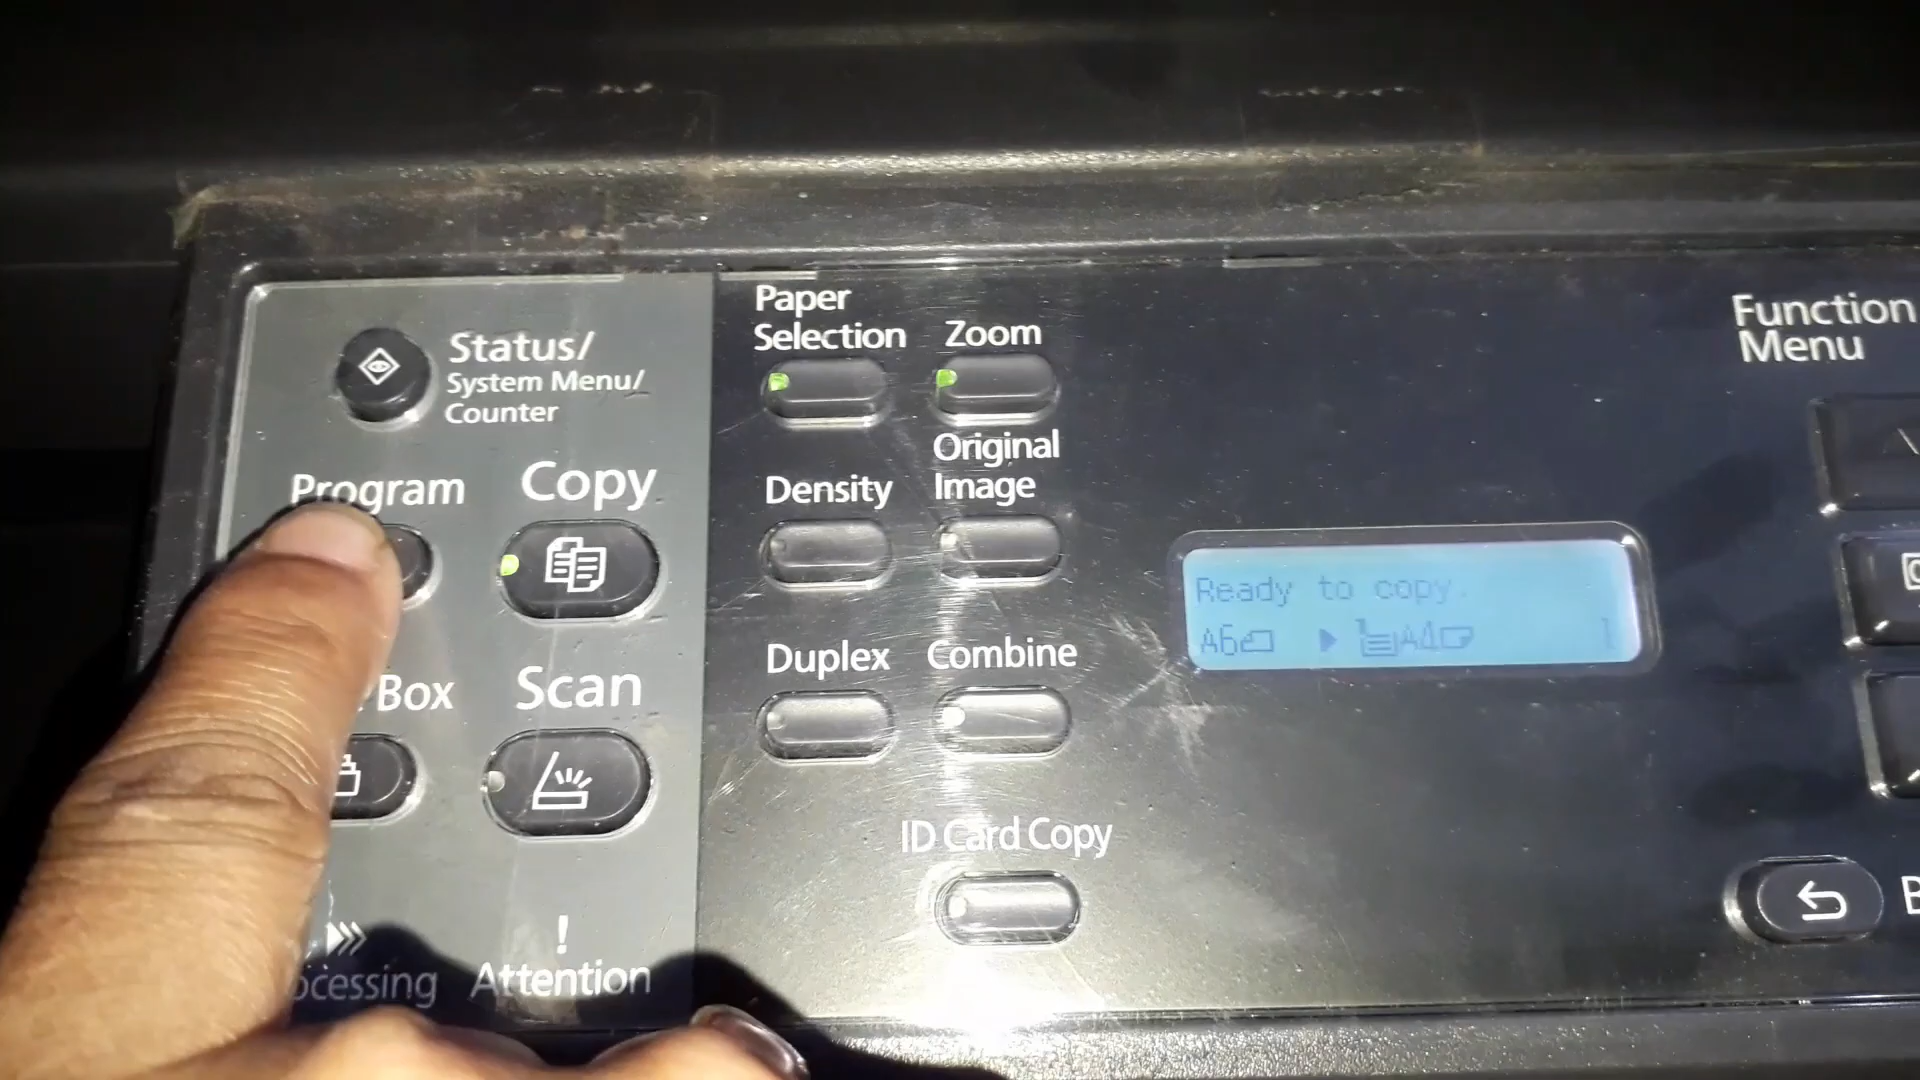 Status/
System Menu/
Counter
Program
Copy
Box
Scan
Attention
Paper
Selection
Zoom
Density
Original
Image
Duplex
Combine
ID Card Copy
Ready to copy.
A6 A4 1
Function
Menu